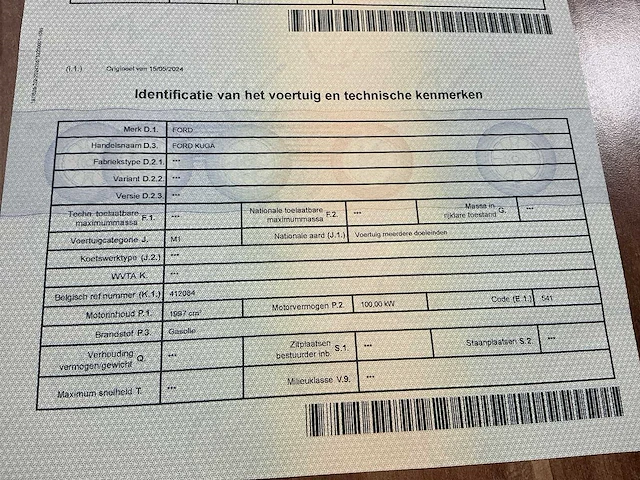 (I.1.) Origineel van 15/05/2024
Identificatie van het voertuig en technische kenmerken
Merk D.1. FORD
Handelsnaam D.3. FORD KUGA
Fabriekstype D.2.1. ***
Variant D.2.2. ***
Versie D.2.3. ***
Techn. toelaatbare maximummassa F.1. *** Nationale toelaatbare maximummassa F.2. *** Massa in rijklare toestand G. ***
Voertuigcategorie J. M1 Nationale aard (J.1.) Voertuig meerdere doeleinden
Koetswerktype (J.2.) ***
WVTA K. ***
Belgisch ref nummer (K.1.) 412084
Motorinhoud P.1. 1997 cm³ Motorvermogen P.2. 100,00 kW Code (E.1.) 541
Brandstof P.3. Gasolie
Verhouding vermogen/gewicht Q. *** Zitplaatsen bestuurder inb. S.1. *** Staanplaatsen S.2. ***
Maximum snelheid T. *** Milieuklasse V.9. ***